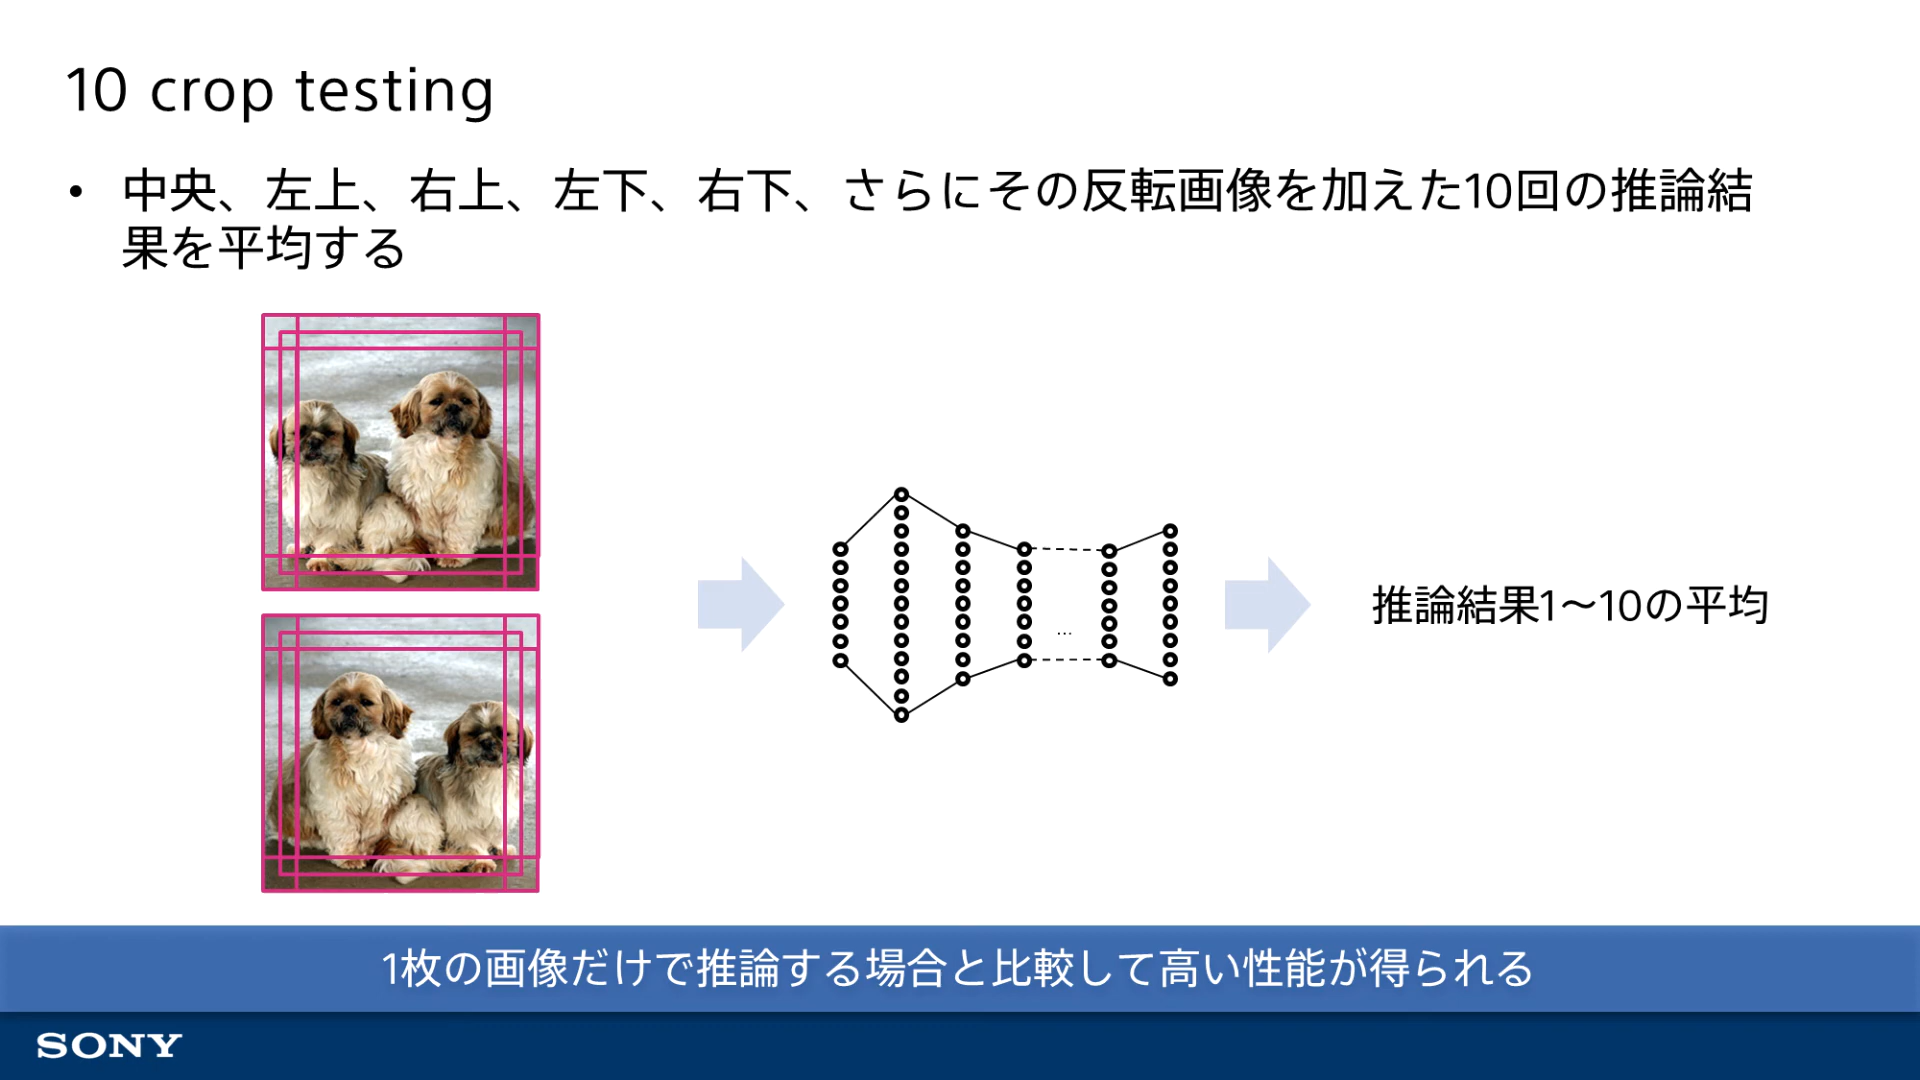 10 crop testing
• 中央、左上、右上、左下、右下、さらにその反転画像を加えた10回の推論結
果を平均する
...
推論結果1～10の平均
1枚の画像だけで推論する場合と比較して高い性能が得られる
SONY